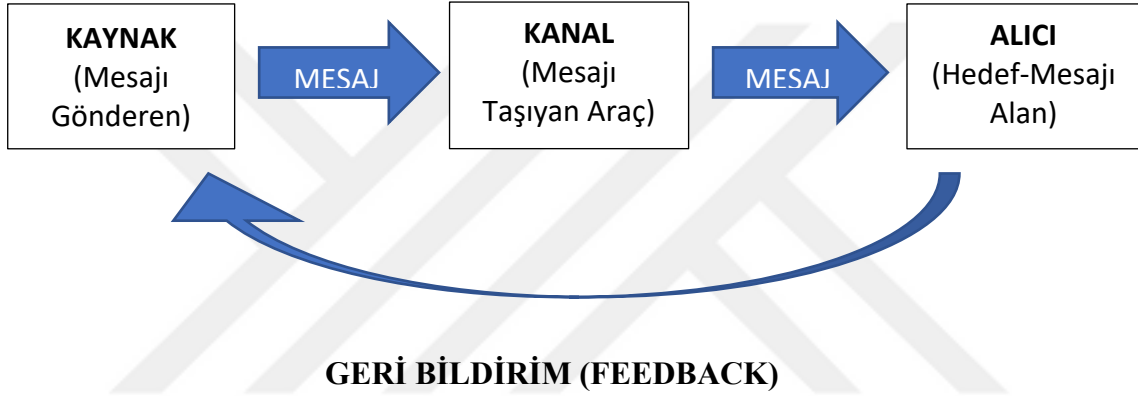 KAYNAK
(Mesajı
Gönderen)
MESAJ
KANAL
(Mesajı
Taşıyan Araç)
MESAJ
ALICI
(Hedef-Mesajı
Alan)
GERİ BİLDİRİM (FEEDBACK)